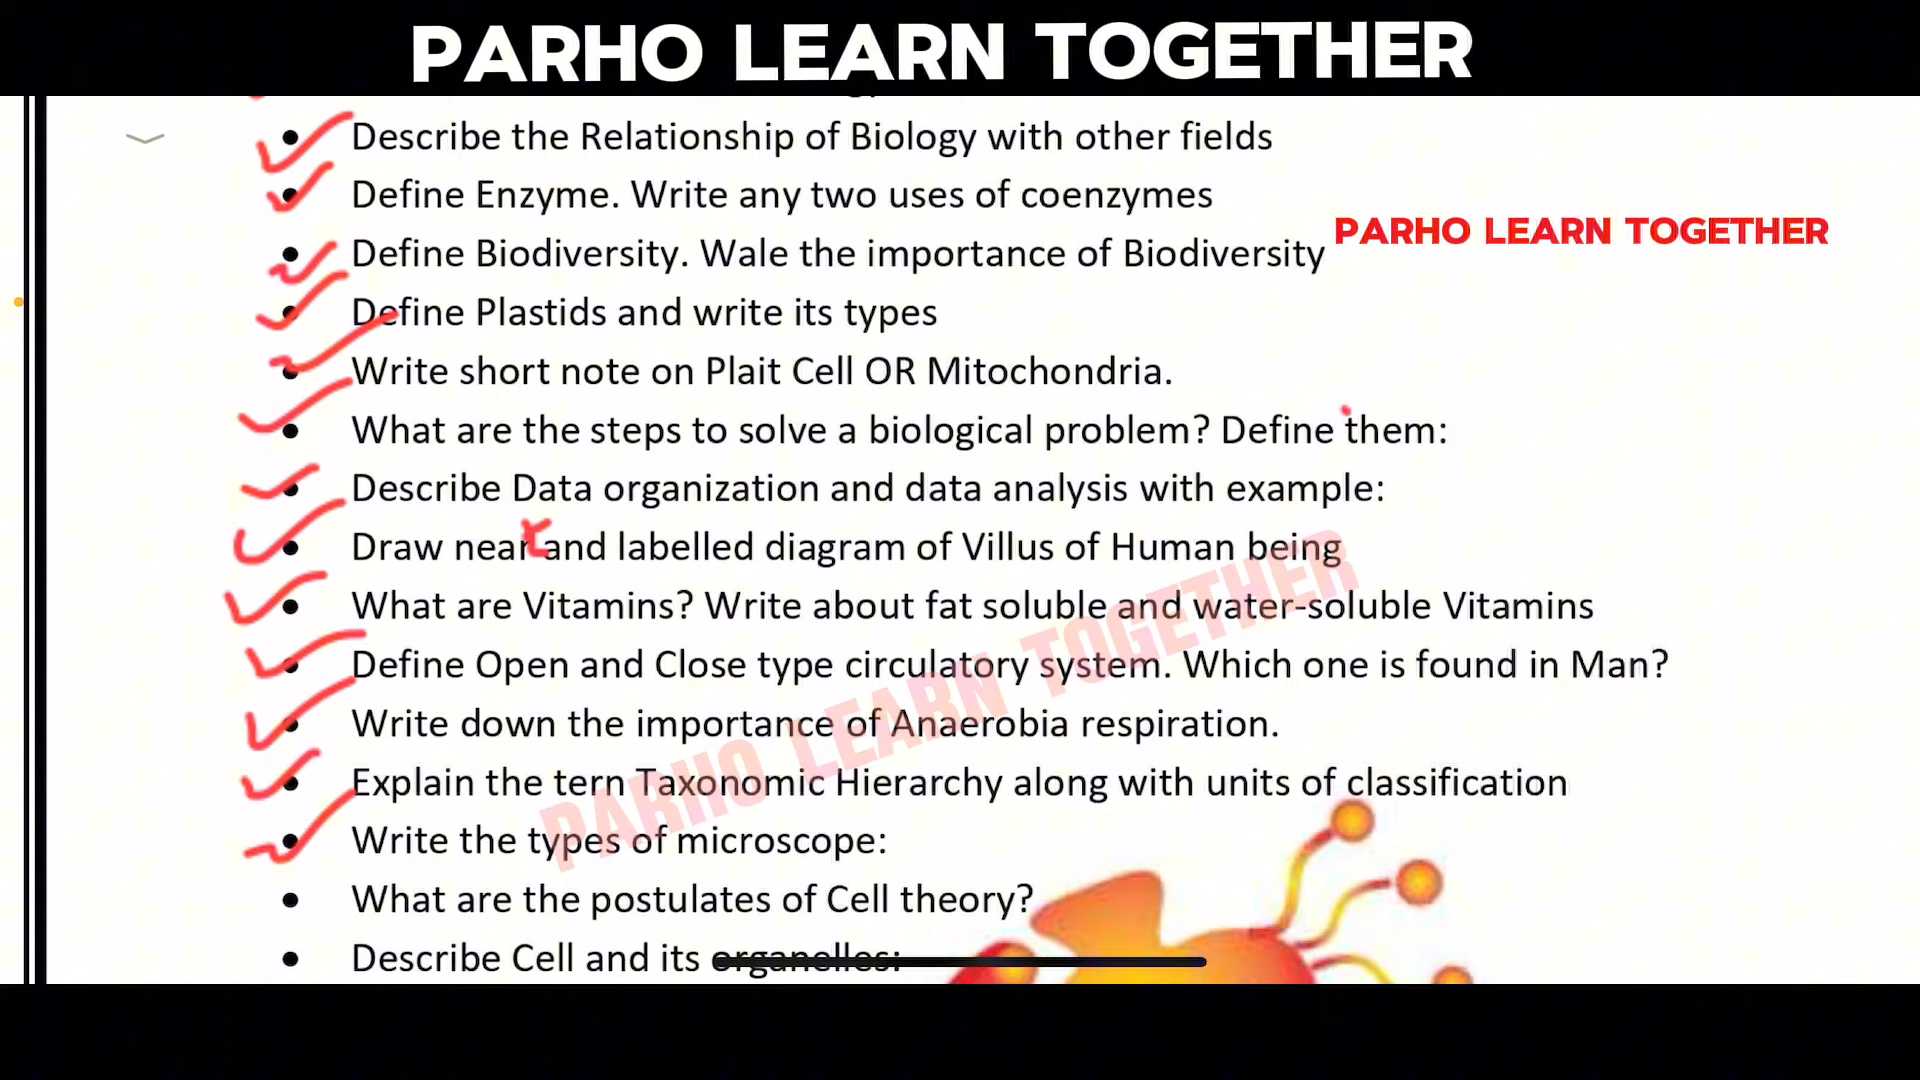 PARHO LEARN TOGETHER
• Describe the Relationship of Biology with other fields
• Define Enzyme. Write any two uses of coenzymes
PARHO LEARN TOGETHER
• Define Biodiversity. Wale the importance of Biodiversity
• Define Plastids and write its types
• Write short note on Plait Cell OR Mitochondria.
• What are the steps to solve a biological problem? Define them:
• Describe Data organization and data analysis with example:
• Draw near and labelled diagram of Villus of Human being
• What are Vitamins? Write about fat soluble and water-soluble Vitamins
• Define Open and Close type circulatory system. Which one is found in Man?
• Write down the importance of Anaerobia respiration.
• Explain the tern Taxonomic Hierarchy along with units of classification
• Write the types of microscope:
• What are the postulates of Cell theory?
• Describe Cell and its organelles:
PARHO LEARN TOGETHER